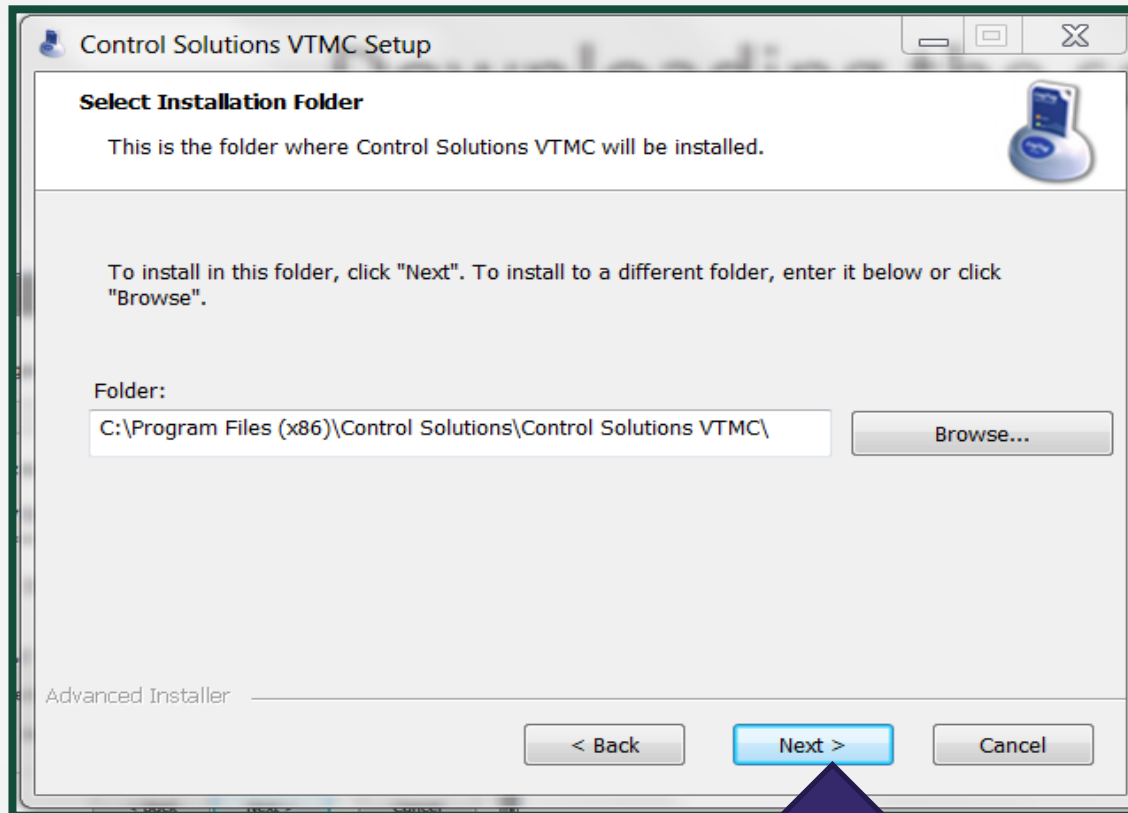 Control Solutions VTMC Setup
Select Installation Folder
This is the folder where Control Solutions VTMC will be installed.
To install in this folder, click "Next". To install to a different folder, enter it below or click
"Browse".
Folder:
C:\Program Files (x86)\Control Solutions\Control Solutions VTMC\
Browse...
Advanced Installer
< Back
Next >
Cancel